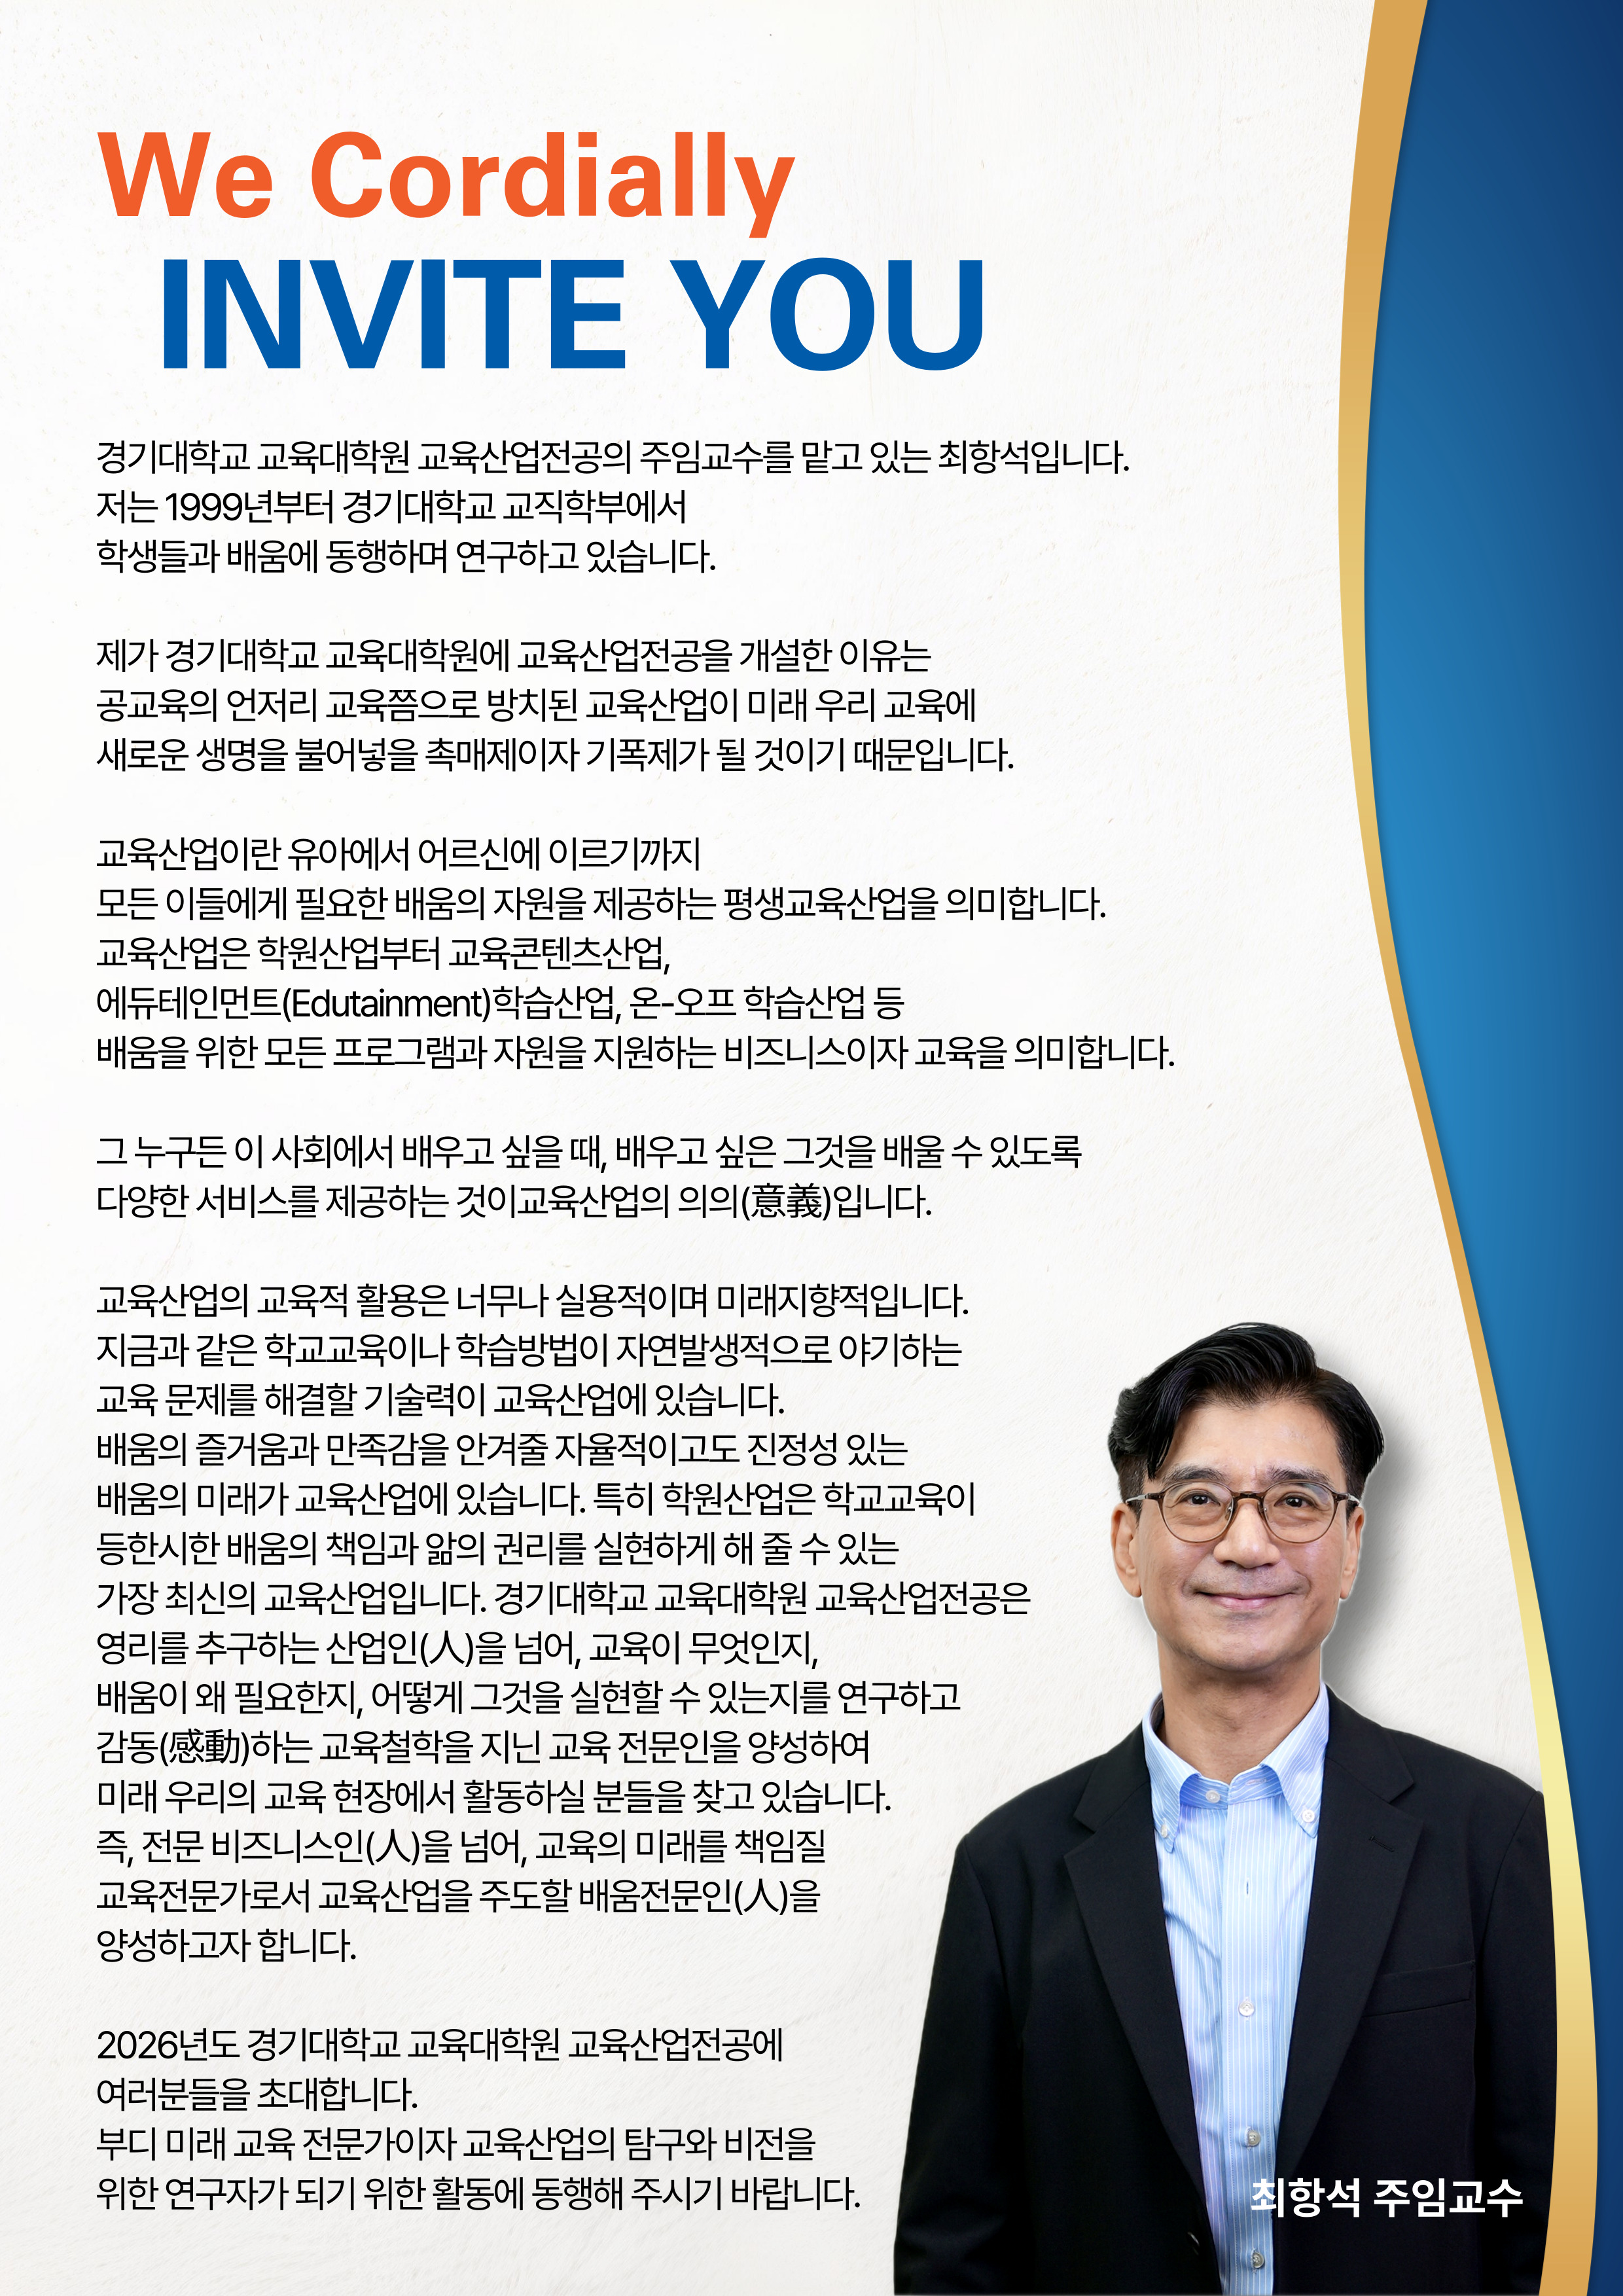 We Cordially
INVITE YOU
경기대학교 교육대학원 교육산업전공의 주임교수를 맡고 있는 최항석입니다.
저는 1999년부터 경기대학교 교직학부에서
학생들과 배움에 동행하며 연구하고 있습니다.
제가 경기대학교 교육대학원에 교육산업전공을 개설한 이유는
공교육의 언저리 교육쯤으로 방치된 교육산업이 미래 우리 교육에
새로운 생명을 불어넣을 촉매제이자 기폭제가 될 것이기 때문입니다.
교육산업이란 유아에서 어르신에 이르기까지
모든 이들에게 필요한 배움의 자원을 제공하는 평생교육산업을 의미합니다.
교육산업은 학원산업부터 교육콘텐츠산업,
에듀테인먼트(Edutainment)학습산업, 온-오프 학습산업 등
배움을 위한 모든 프로그램과 자원을 지원하는 비즈니스이자 교육을 의미합니다.
그 누구든 이 사회에서 배우고 싶을 때, 배우고 싶은 그것을 배울 수 있도록
다양한 서비스를 제공하는 것이교육산업의 의의(意義)입니다.
교육산업의 교육적 활용은 너무나 실용적이며 미래지향적입니다.
지금과 같은 학교교육이나 학습방법이 자연발생적으로 야기하는
교육 문제를 해결할 기술력이 교육산업에 있습니다.
배움의 즐거움과 만족감을 안겨줄 자율적이고도 진정성 있는
배움의 미래가 교육산업에 있습니다. 특히 학원산업은 학교교육이
등한시한 배움의 책임과 앎의 권리를 실현하게 해 줄 수 있는
가장 최신의 교육산업입니다. 경기대학교 교육대학원 교육산업전공은
영리를 추구하는 산업인(人)을 넘어, 교육이 무엇인지,
배움이 왜 필요한지, 어떻게 그것을 실현할 수 있는지를 연구하고
감동(感動)하는 교육철학을 지닌 교육 전문인을 양성하여
미래 우리의 교육 현장에서 활동하실 분들을 찾고 있습니다.
즉, 전문 비즈니스인(人)을 넘어, 교육의 미래를 책임질
교육전문가로서 교육산업을 주도할 배움전문인(人)을
양성하고자 합니다.
2026년도 경기대학교 교육대학원 교육산업전공에
여러분들을 초대합니다.
부디 미래 교육 전문가이자 교육산업의 탐구와 비전을
위한 연구자가 되기 위한 활동에 동행해 주시기 바랍니다.
최항석 주임교수